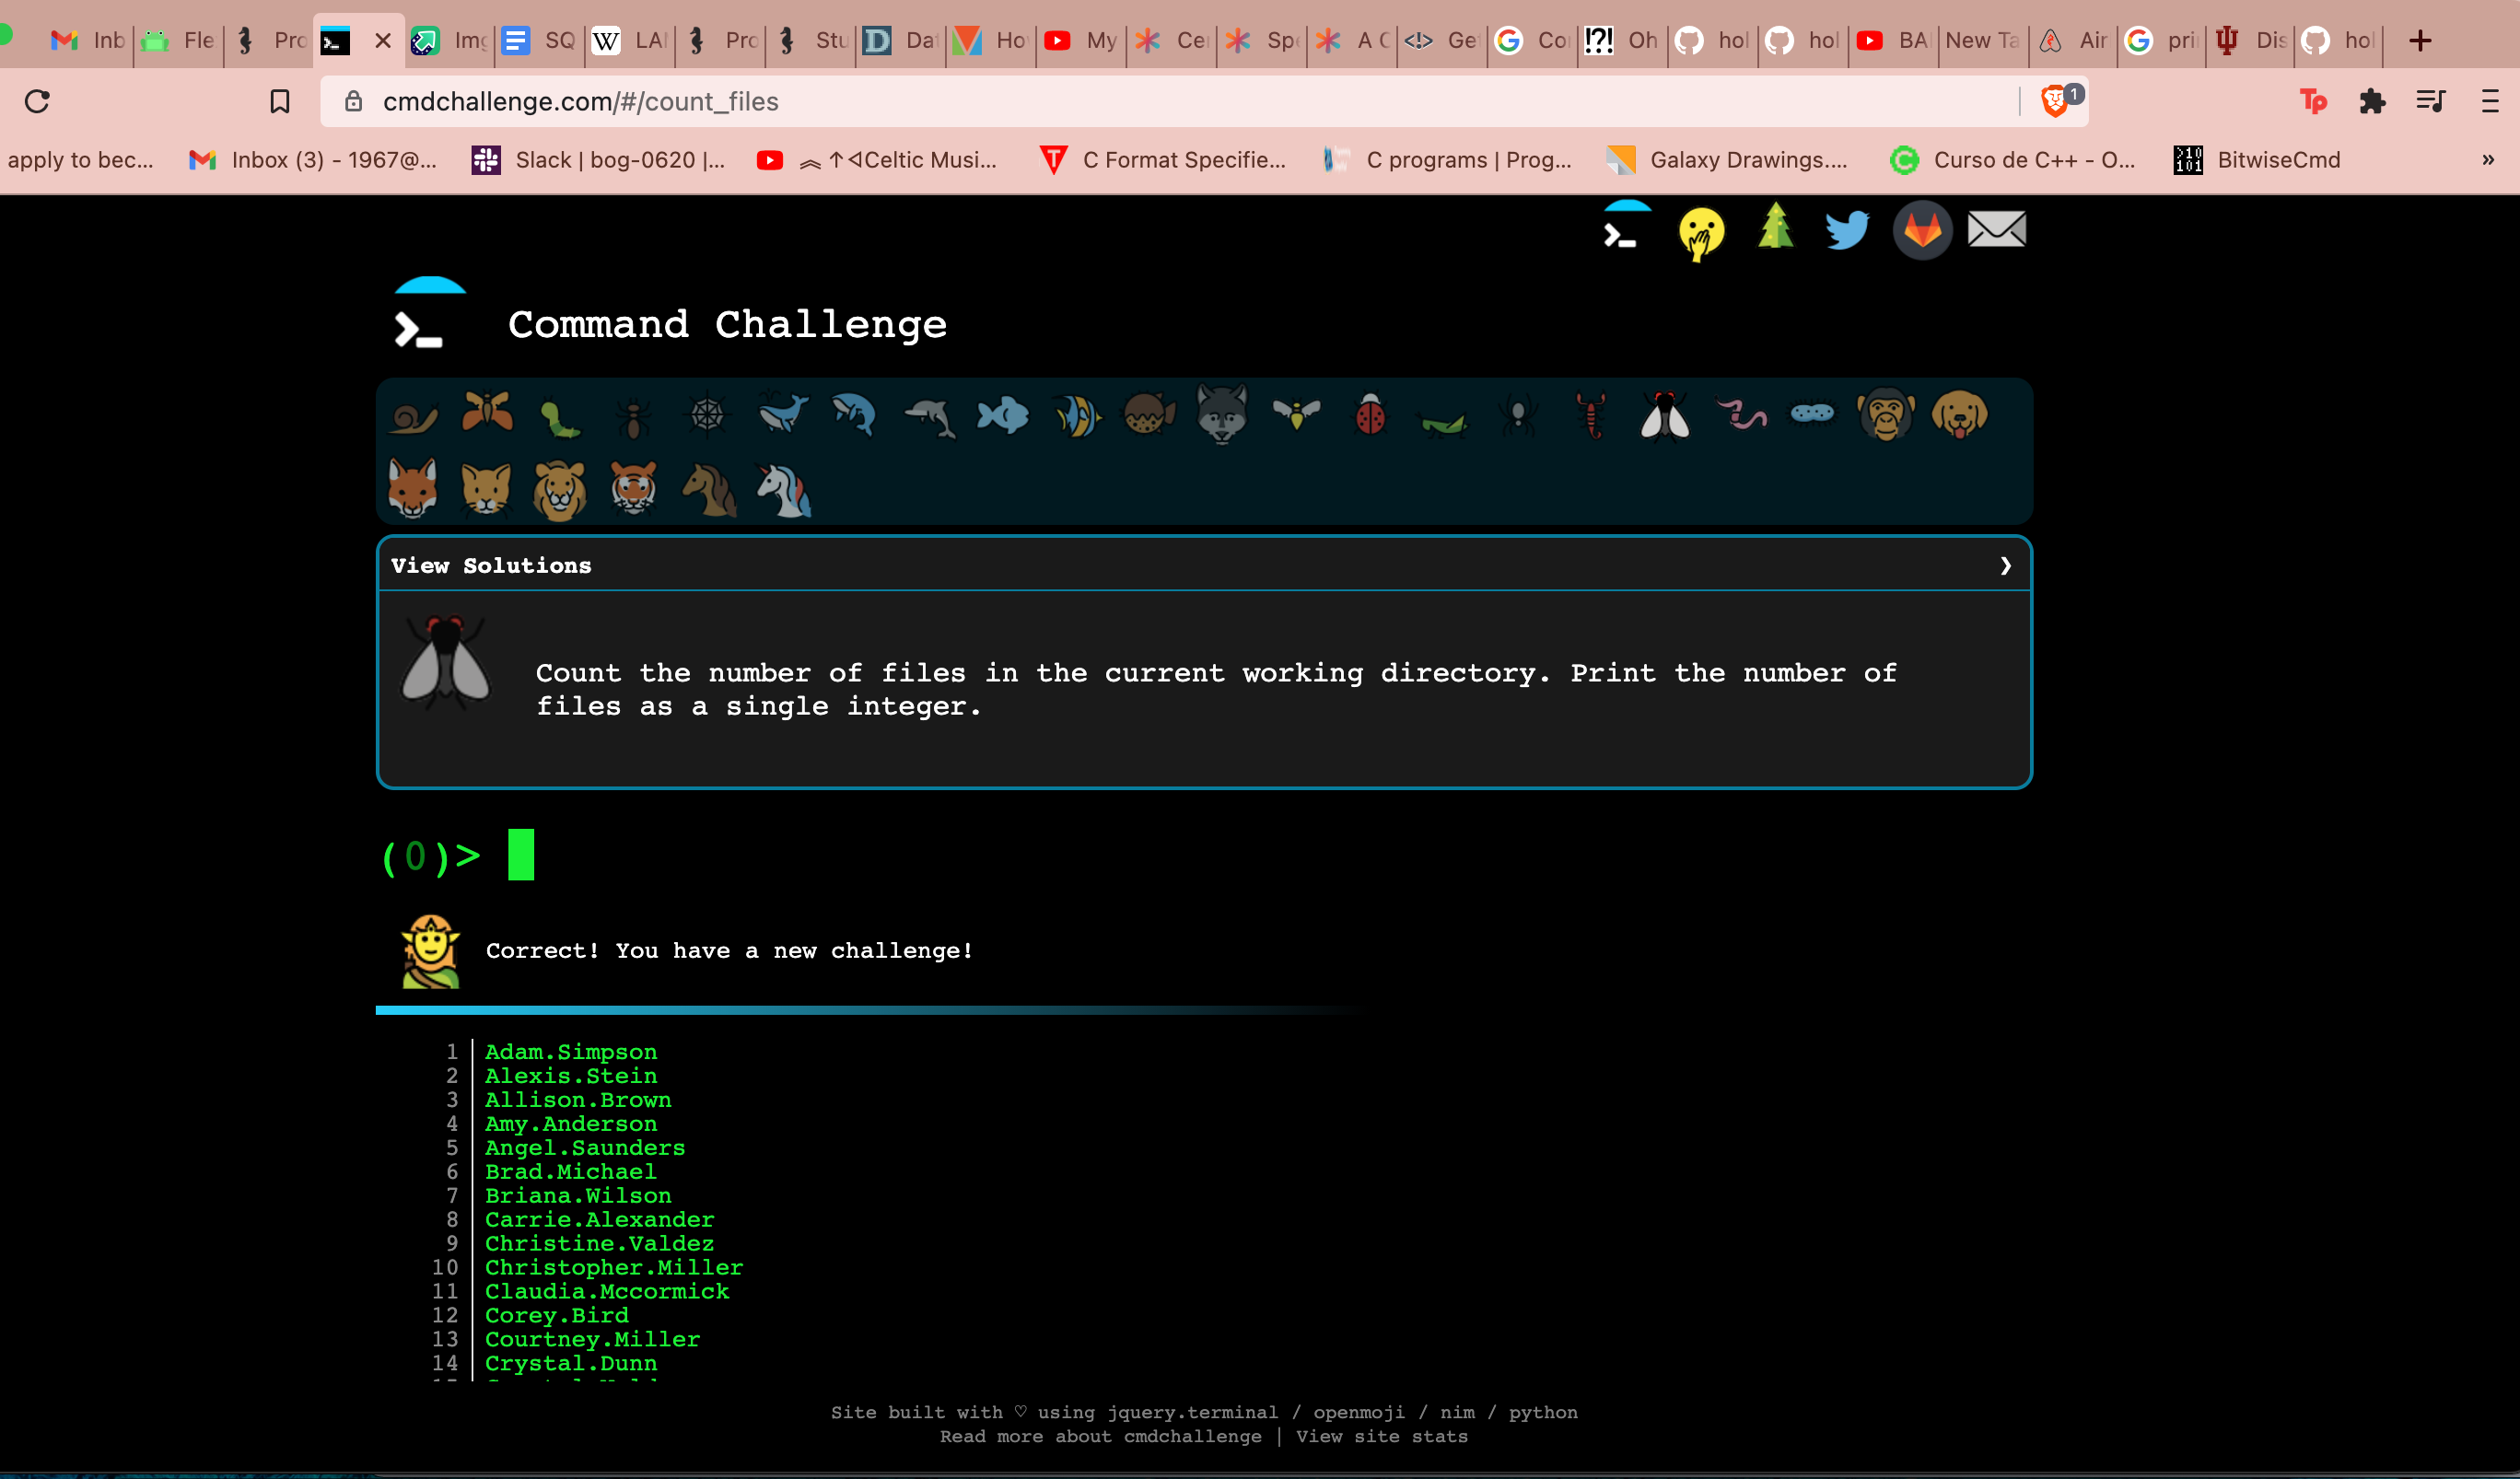 Inb Fle Pro Img SQ LAI Pro Stu Dat Ho My Ce Spe A C Ge Co Oh hol hol BA New Ta Air pri Dis hol
cmdchallenge.com/#/count_files
1
apply to bec... Inbox (3) - 1967@... Slack | bog-0620 |... ︽ ↑⊲Celtic Musi... C Format Specifie... C programs | Prog... Galaxy Drawings.... Curso de C++ - O... BitwiseCmd »
Command Challenge
View Solutions ❯
Count the number of files in the current working directory. Print the number of
files as a single integer.
(0)>
Correct! You have a new challenge!
1 Adam.Simpson
2 Alexis.Stein
3 Allison.Brown
4 Amy.Anderson
5 Angel.Saunders
6 Brad.Michael
7 Briana.Wilson
8 Carrie.Alexander
9 Christine.Valdez
10 Christopher.Miller
11 Claudia.Mccormick
12 Corey.Bird
13 Courtney.Miller
14 Crystal.Dunn
Site built with ♡ using jquery.terminal / openmoji / nim / python
Read more about cmdchallenge | View site stats